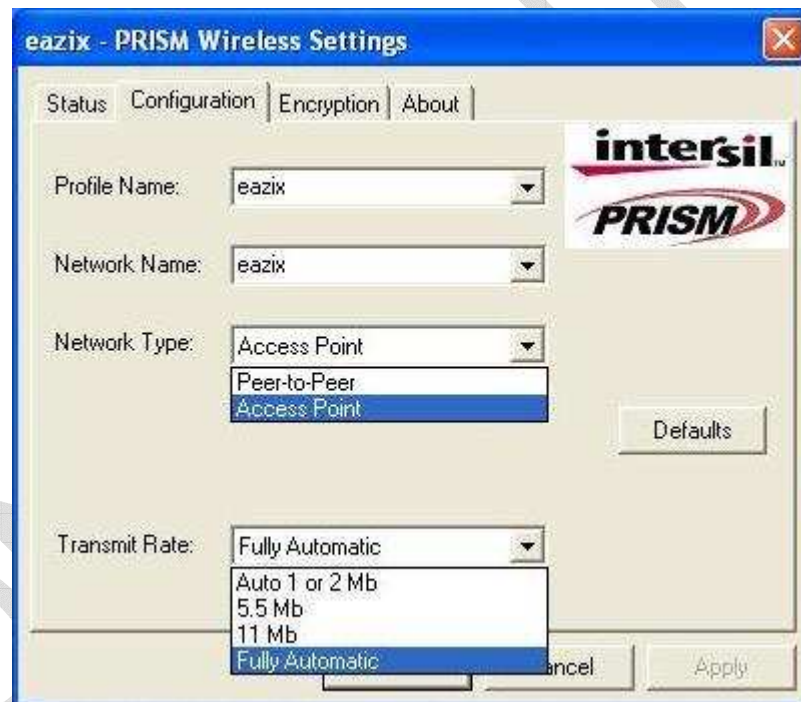 eazix - PRISM Wireless Settings
Status Configuration Encryption About
intersil
PRISM
Profile Name: eazix
Network Name: eazix
Network Type: Access Point
Peer-to-Peer
Access Point
Defaults
Transmit Rate: Fully Automatic
Auto 1 or 2 Mb
5.5 Mb
11 Mb
Fully Automatic
ncel Apply